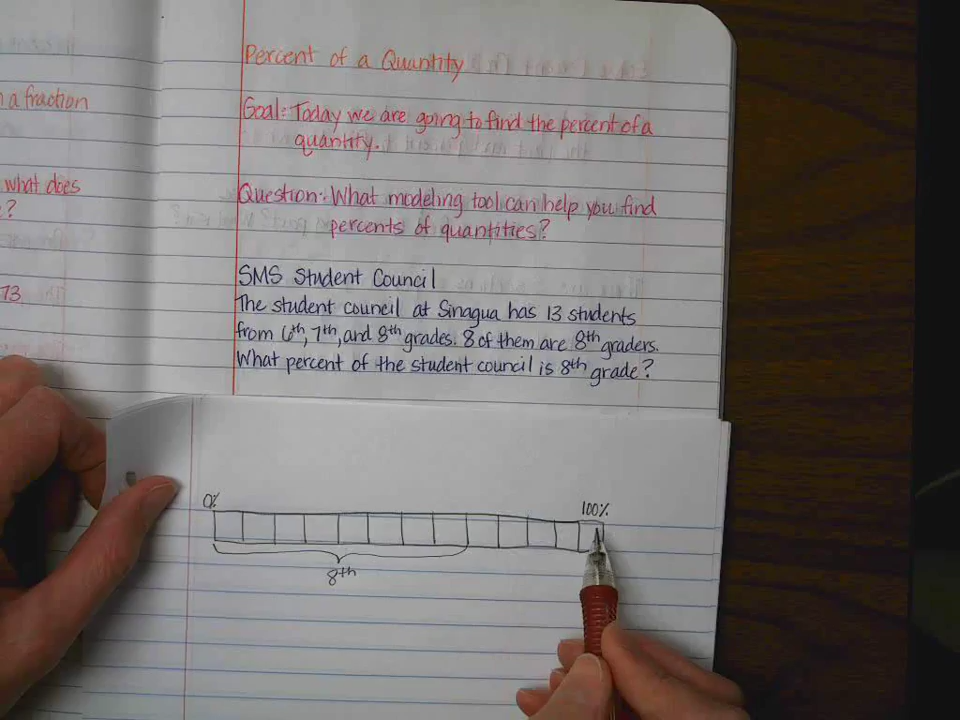 n a fraction
what does
?
73
Percent of a Quantity
Goal: Today we are going to find the percent of a
quantity.
Question: What modeling tool can help you find
percents of quantities?
SMS Student Council
The student council at Sinagua has 13 students
from 6th, 7th, and 8th grades. 8 of them are 8th graders.
What percent of the student council is 8th grade?
0% 100%
8th